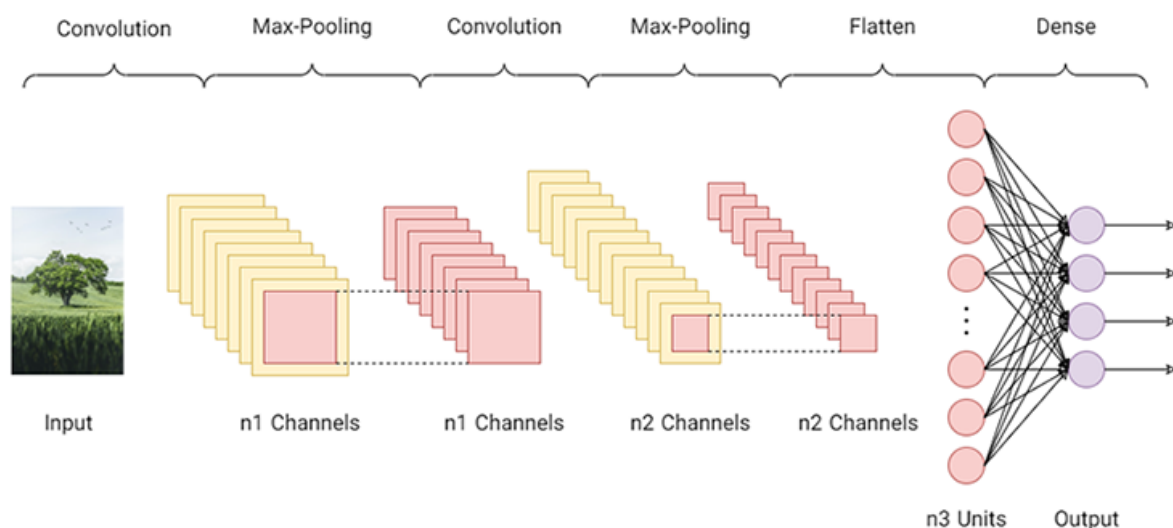 Convolution
Max-Pooling
Convolution
Max-Pooling
Flatten
Dense
Input
n1 Channels
n1 Channels
n2 Channels
n2 Channels
n3 Units
Output